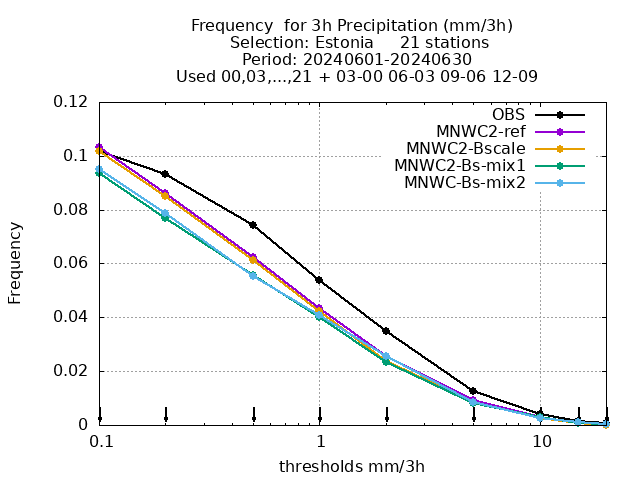 Frequency  for 3h Precipitation (mm/3h)
Selection: Estonia     21 stations
Period: 20240601-20240630
Used 00,03,...,21 + 03-00 06-03 09-06 12-09
OBS
MNWC2-ref
MNWC2-Bscale
MNWC2-Bs-mix1
MNWC-Bs-mix2
0.12
0.1
0.08
0.06
0.04
0.02
0
Frequency
0.1 1 10
thresholds mm/3h